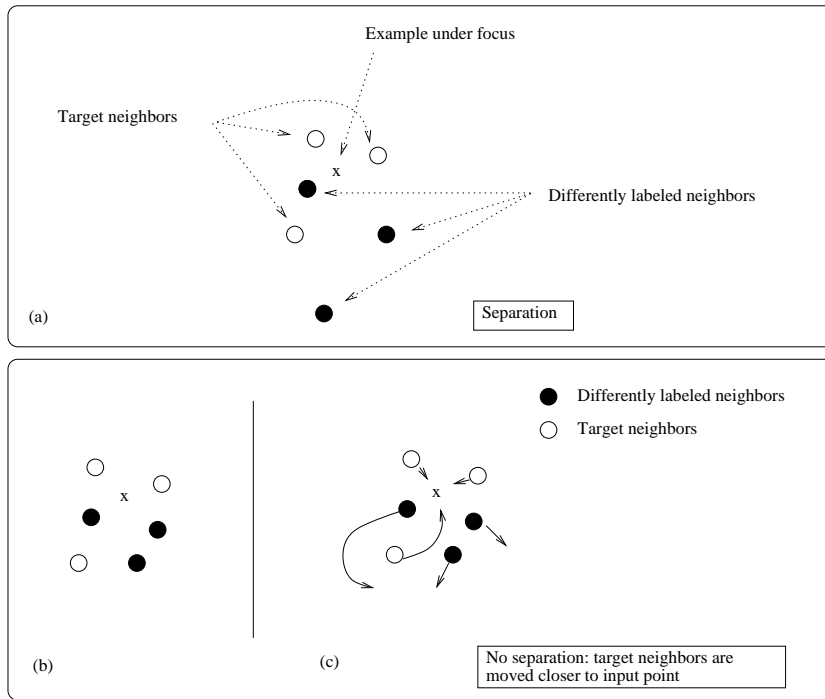 Example under focus
Target neighbors
x
Differently labeled neighbors
(a)
Separation
Differently labeled neighbors
Target neighbors
x
x
(b)
(c)
No separation: target neighbors are
moved closer to input point